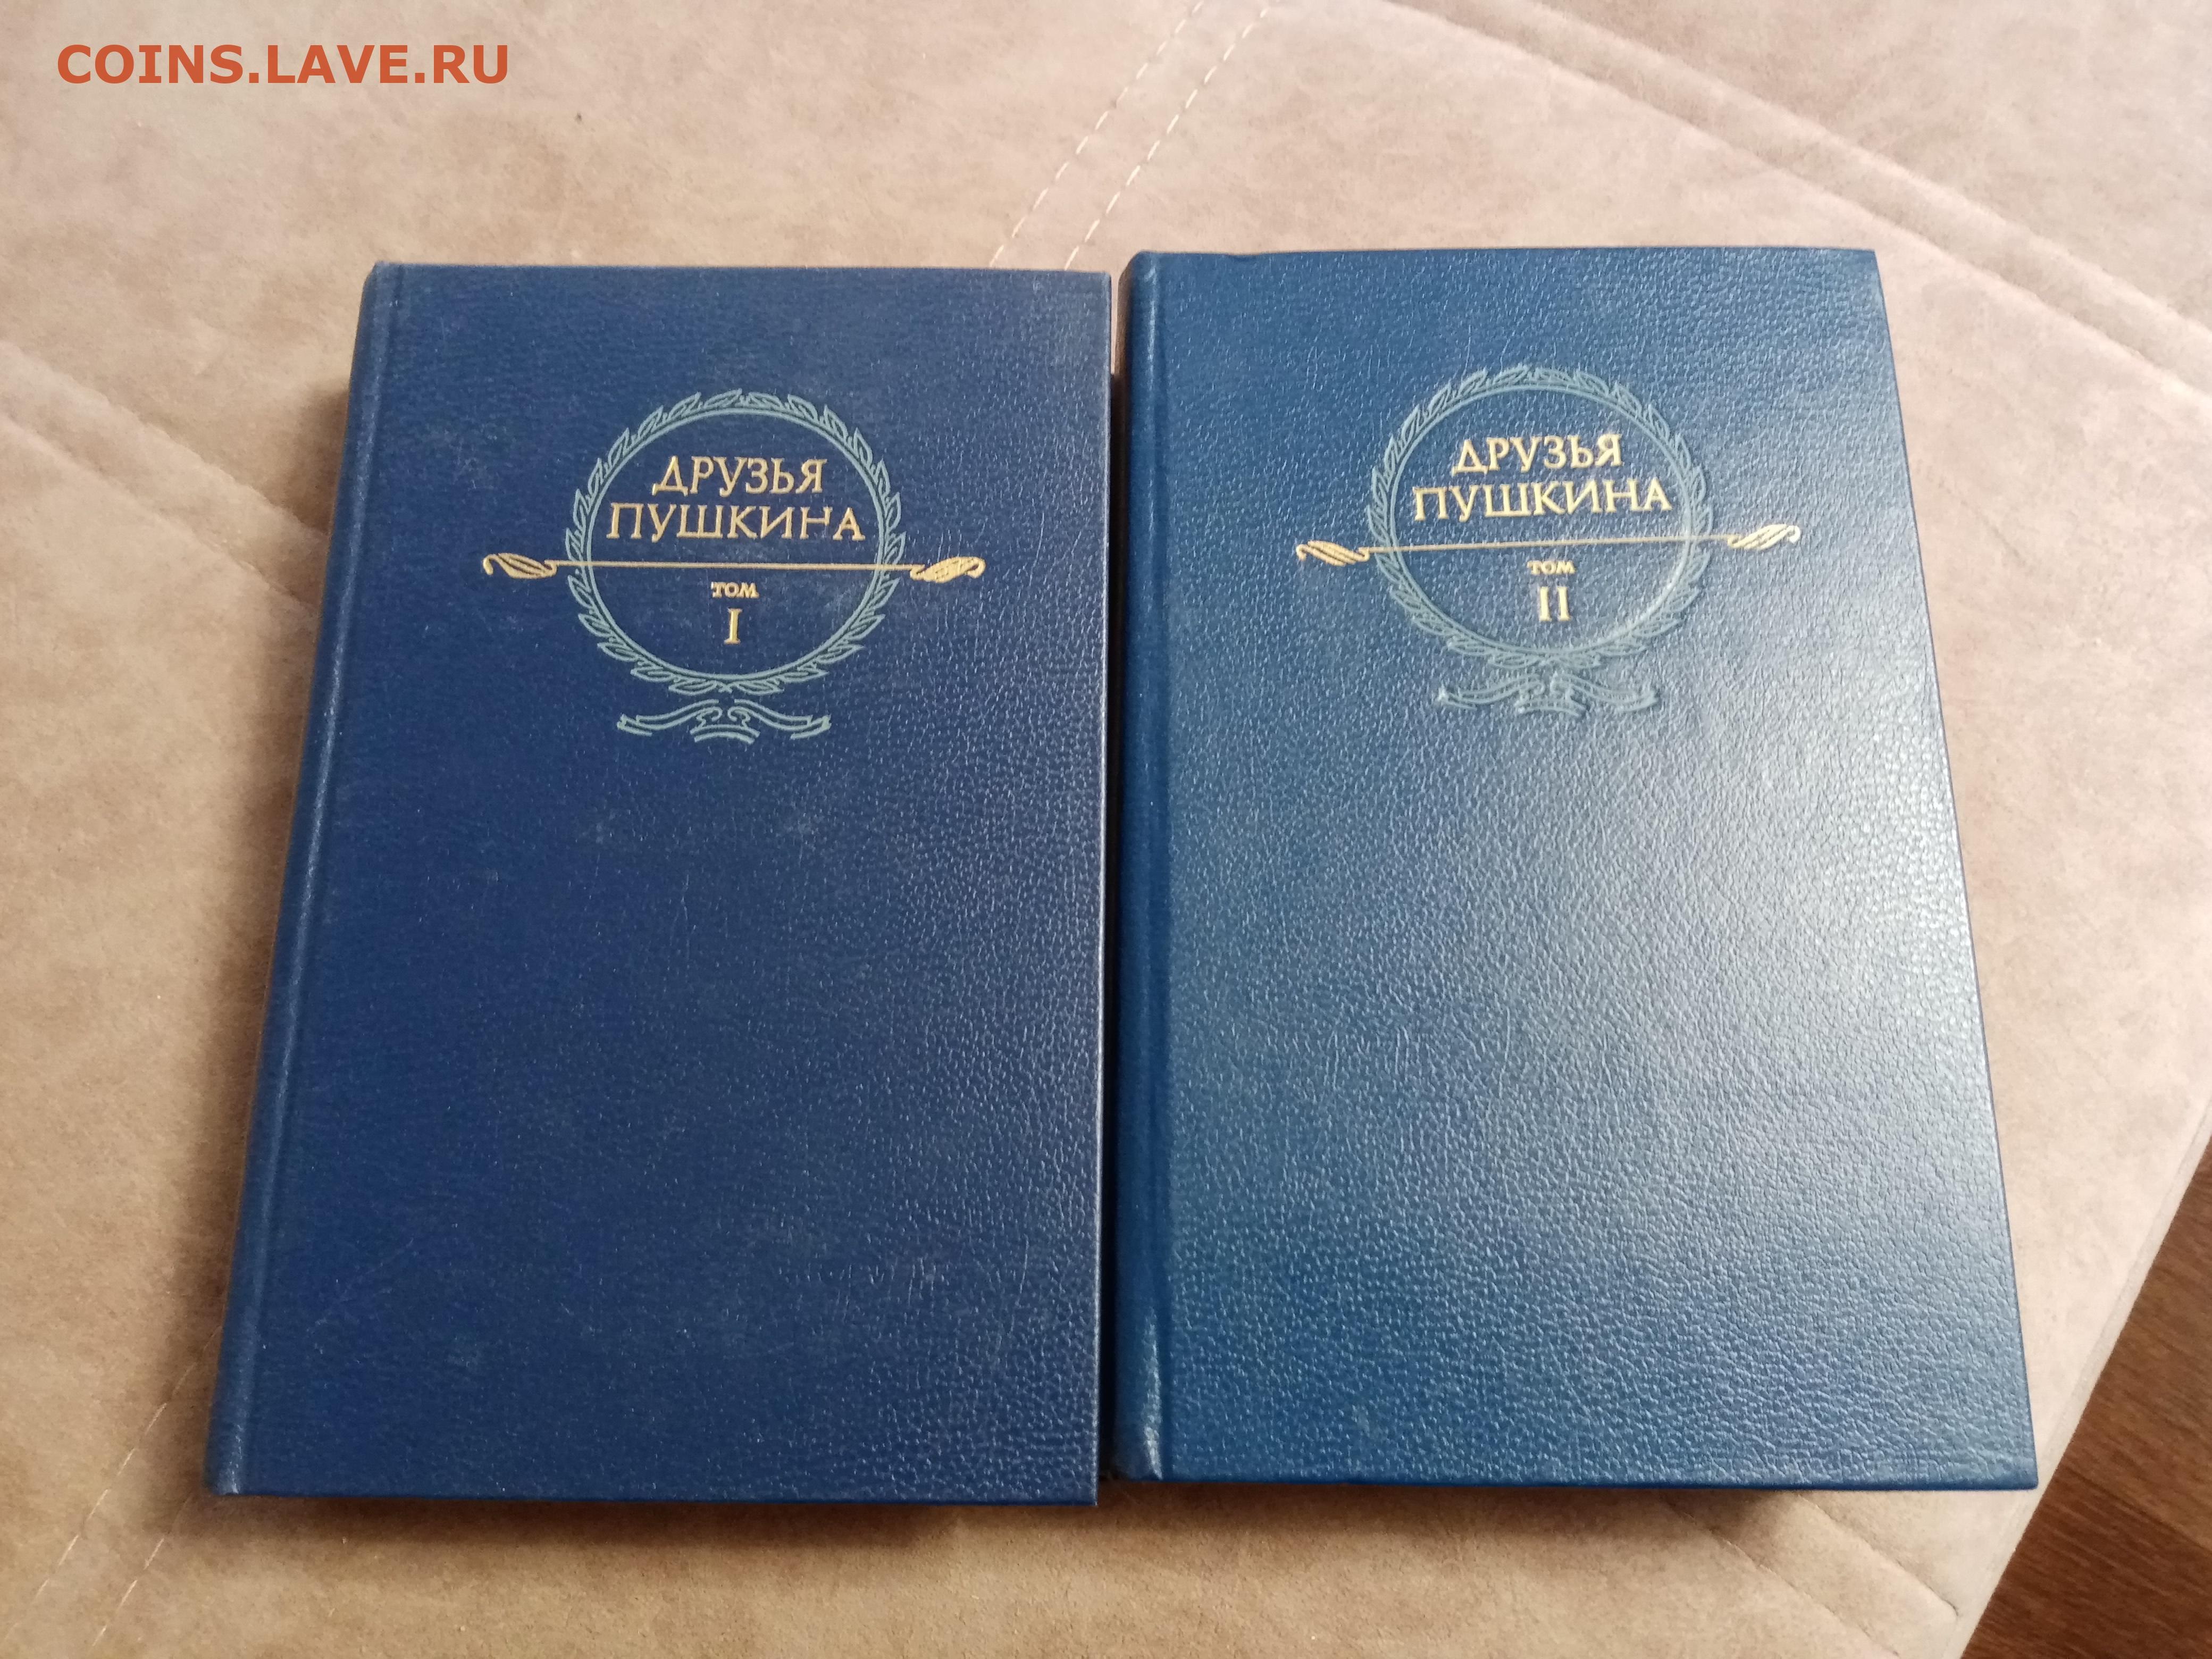 COINS.LAVE.RU
ДРУЗЬЯ
ПУШКИНА
ТОМ
I
ДРУЗЬЯ
ПУШКИНА
ТОМ
II